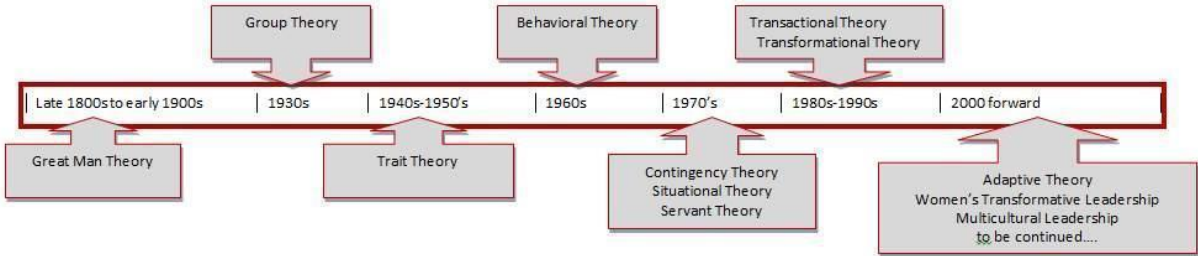 Group Theory
Behavioral Theory
Transactional Theory
Transformational Theory
Late 1800s to early 1900s
1930s
1940s-1950's
1960s
1970's
1980s-1990s
2000 forward
Great Man Theory
Trait Theory
Contingency Theory
Situational Theory
Servant Theory
Adaptive Theory
Women's Transformative Leadership
Multicultural Leadership
to be continued....